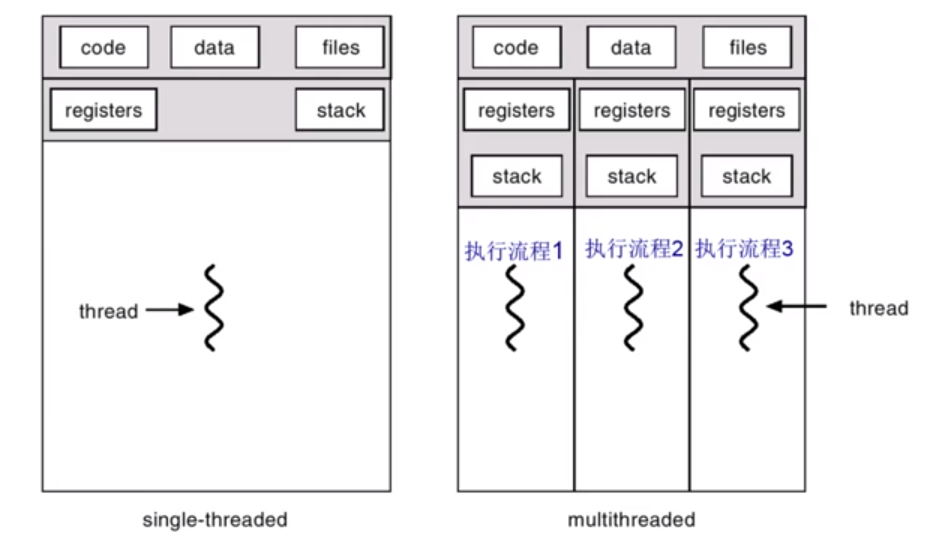 code data files
registers stack
thread
single-threaded
code data files
registers registers registers
stack stack stack
执行流程1 执行流程2 执行流程3
thread
multithreaded